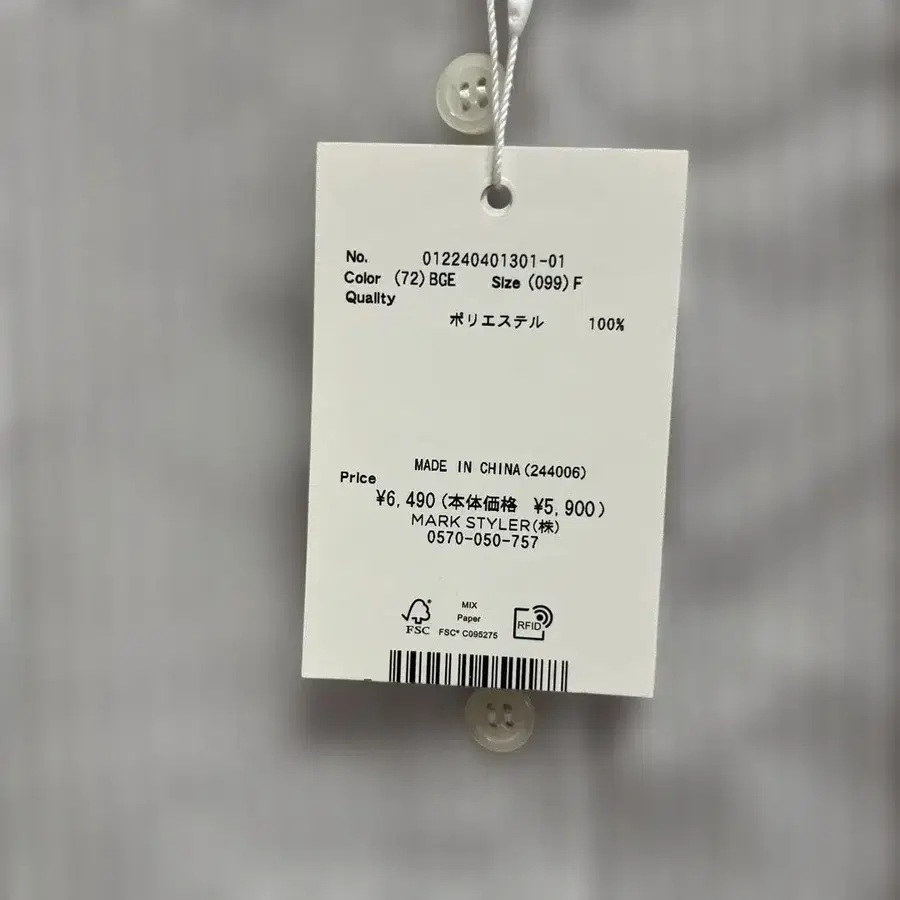 No. 012240401301-01
Color (72)BGE Size (099)F
Quality
ポリエステル 100%
MADE IN CHINA(244006)
Price
¥6,490(本体価格 ¥5,900)
MARK STYLER(株)
0570-050-757
MIX
Paper
FSC
FSC® C095275
RFID